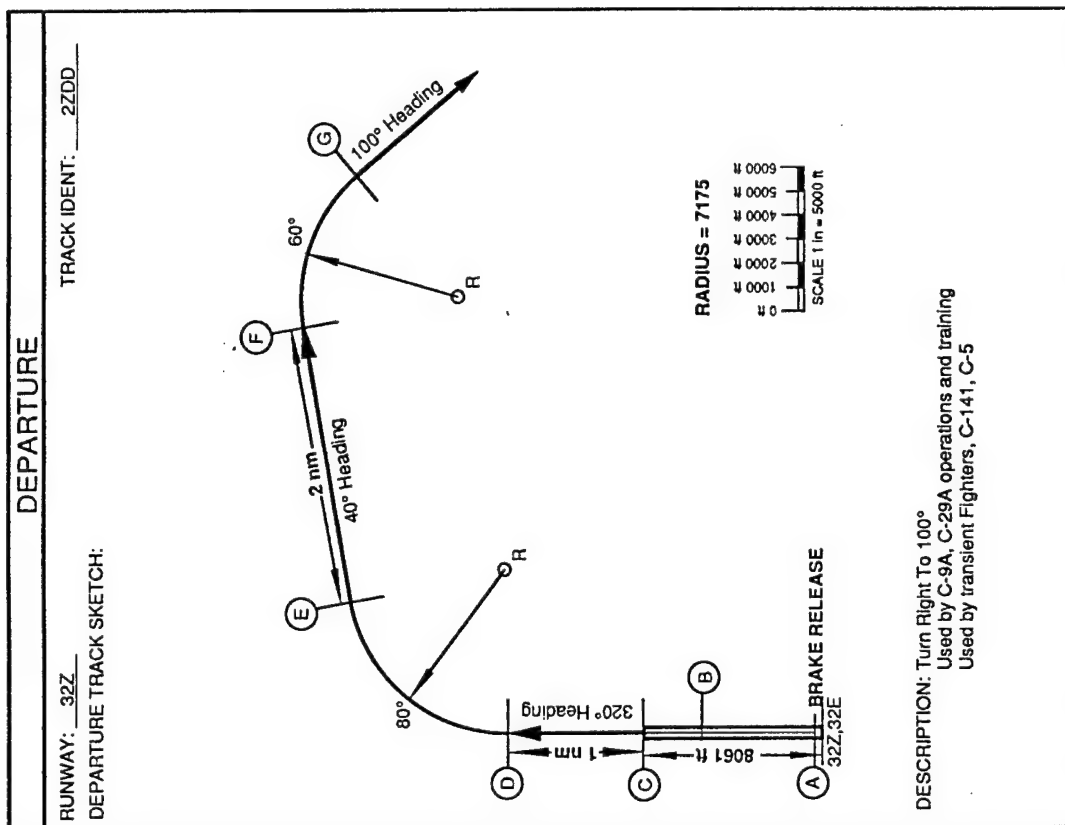 DEPARTURE
RUNWAY: 32Z
TRACK IDENT: 2ZDD
DEPARTURE TRACK SKETCH:
G
100° Heading
60°
F
R
2 nm
40° Heading
E
R
80°
RADIUS = 7175
0 ft
1000 ft
2000 ft
3000 ft
4000 ft
5000 ft
6000 ft
SCALE 1 in = 5000 ft
320° Heading
D
1 nm
C
B
8061 ft
A
BRAKE RELEASE
32Z,32E
DESCRIPTION: Turn Right To 100°
Used by C-9A, C-29A operations and training
Used by transient Fighters, C-141, C-5